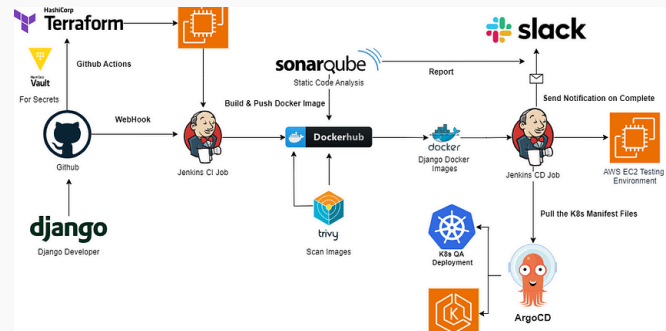 HashiCorp
Terraform
slack
sonarqube
Static Code Analysis
Github Actions
Vault
For Secrets
Report
Build & Push Docker Image
Send Notification on Complete
WebHook
Dockerhub
docker
Github
Jenkins CI Job
Django Docker
Images
Jenkins CD Job
AWS EC2 Testing
Environment
django
Django Developer
trivy
Scan Images
Pull the K8s Manifest Files
K8s QA
Deployment
ArgoCD
K